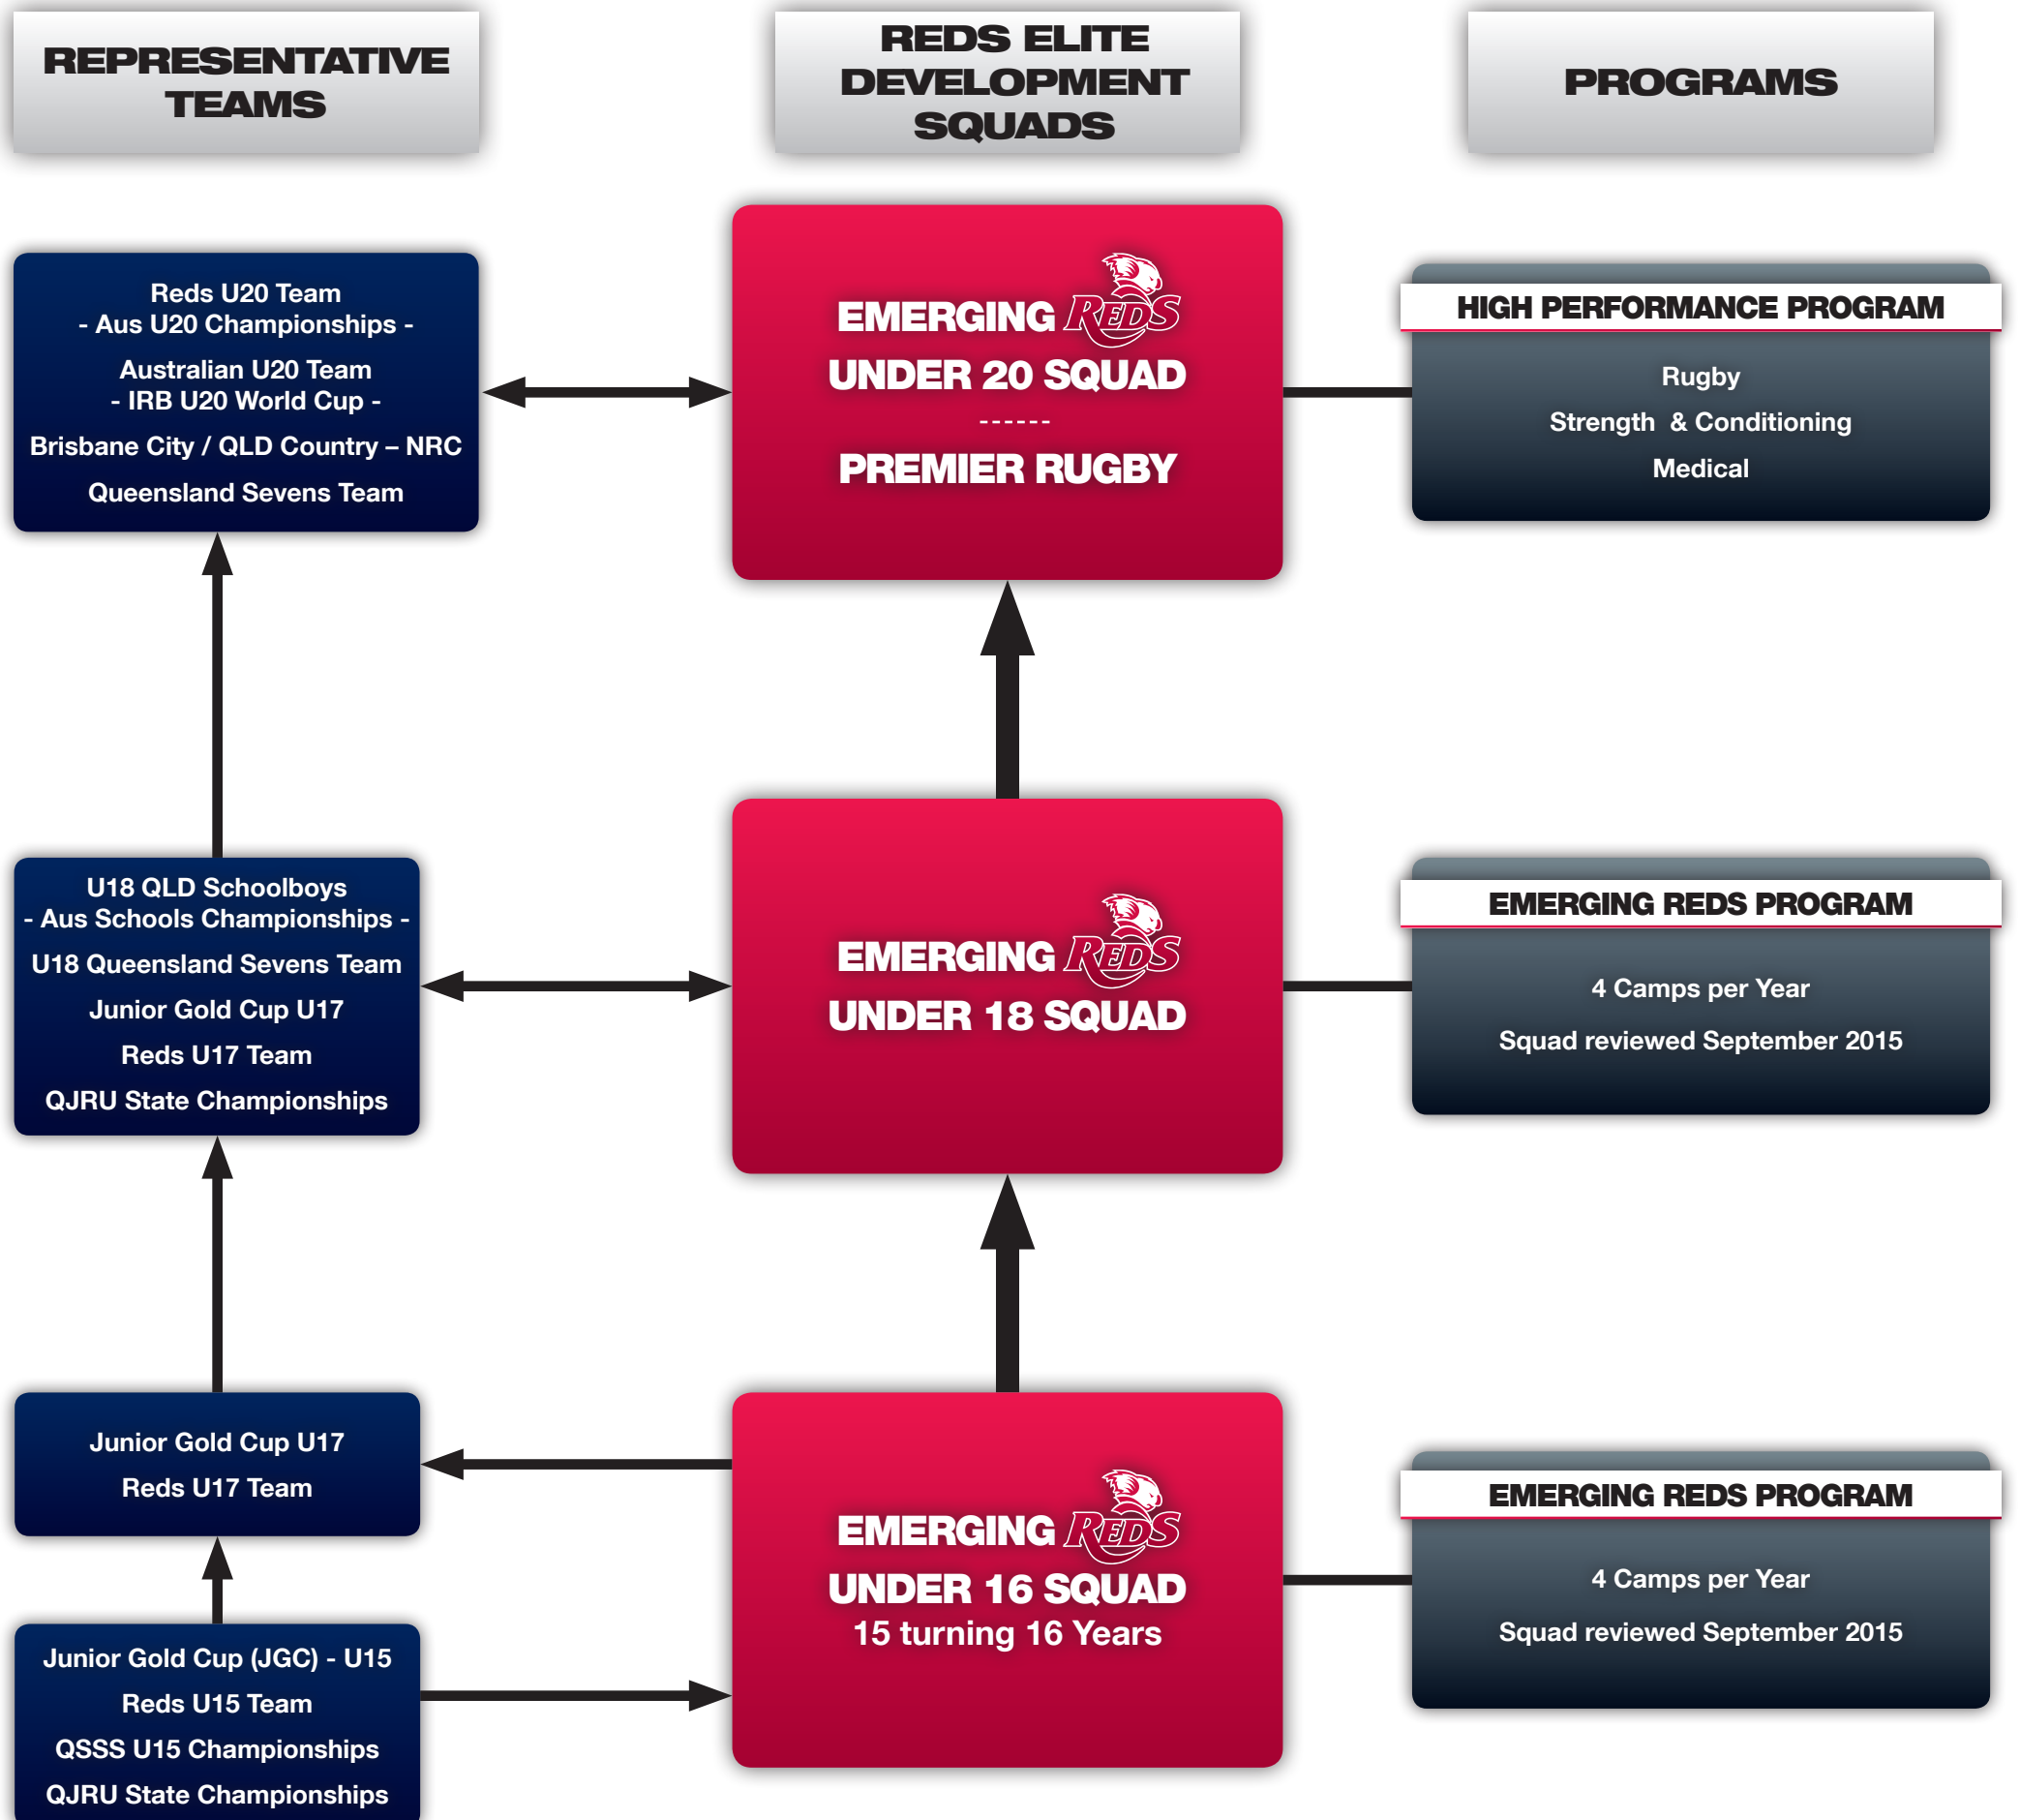 REPRESENTATIVE
TEAMS
REDS ELITE
DEVELOPMENT
SQUADS
PROGRAMS
Reds U20 Team
- Aus U20 Championships -
Australian U20 Team
- IRB U20 World Cup -
Brisbane City / QLD Country – NRC
Queensland Sevens Team
EMERGING REDS
UNDER 20 SQUAD
------
PREMIER RUGBY
HIGH PERFORMANCE PROGRAM
Rugby
Strength & Conditioning
Medical
U18 QLD Schoolboys
- Aus Schools Championships -
U18 Queensland Sevens Team
Junior Gold Cup U17
Reds U17 Team
QJRU State Championships
EMERGING REDS
UNDER 18 SQUAD
EMERGING REDS PROGRAM
4 Camps per Year
Squad reviewed September 2015
Junior Gold Cup U17
Reds U17 Team
Junior Gold Cup (JGC) - U15
Reds U15 Team
QSSS U15 Championships
QJRU State Championships
EMERGING REDS
UNDER 16 SQUAD
15 turning 16 Years
EMERGING REDS PROGRAM
4 Camps per Year
Squad reviewed September 2015